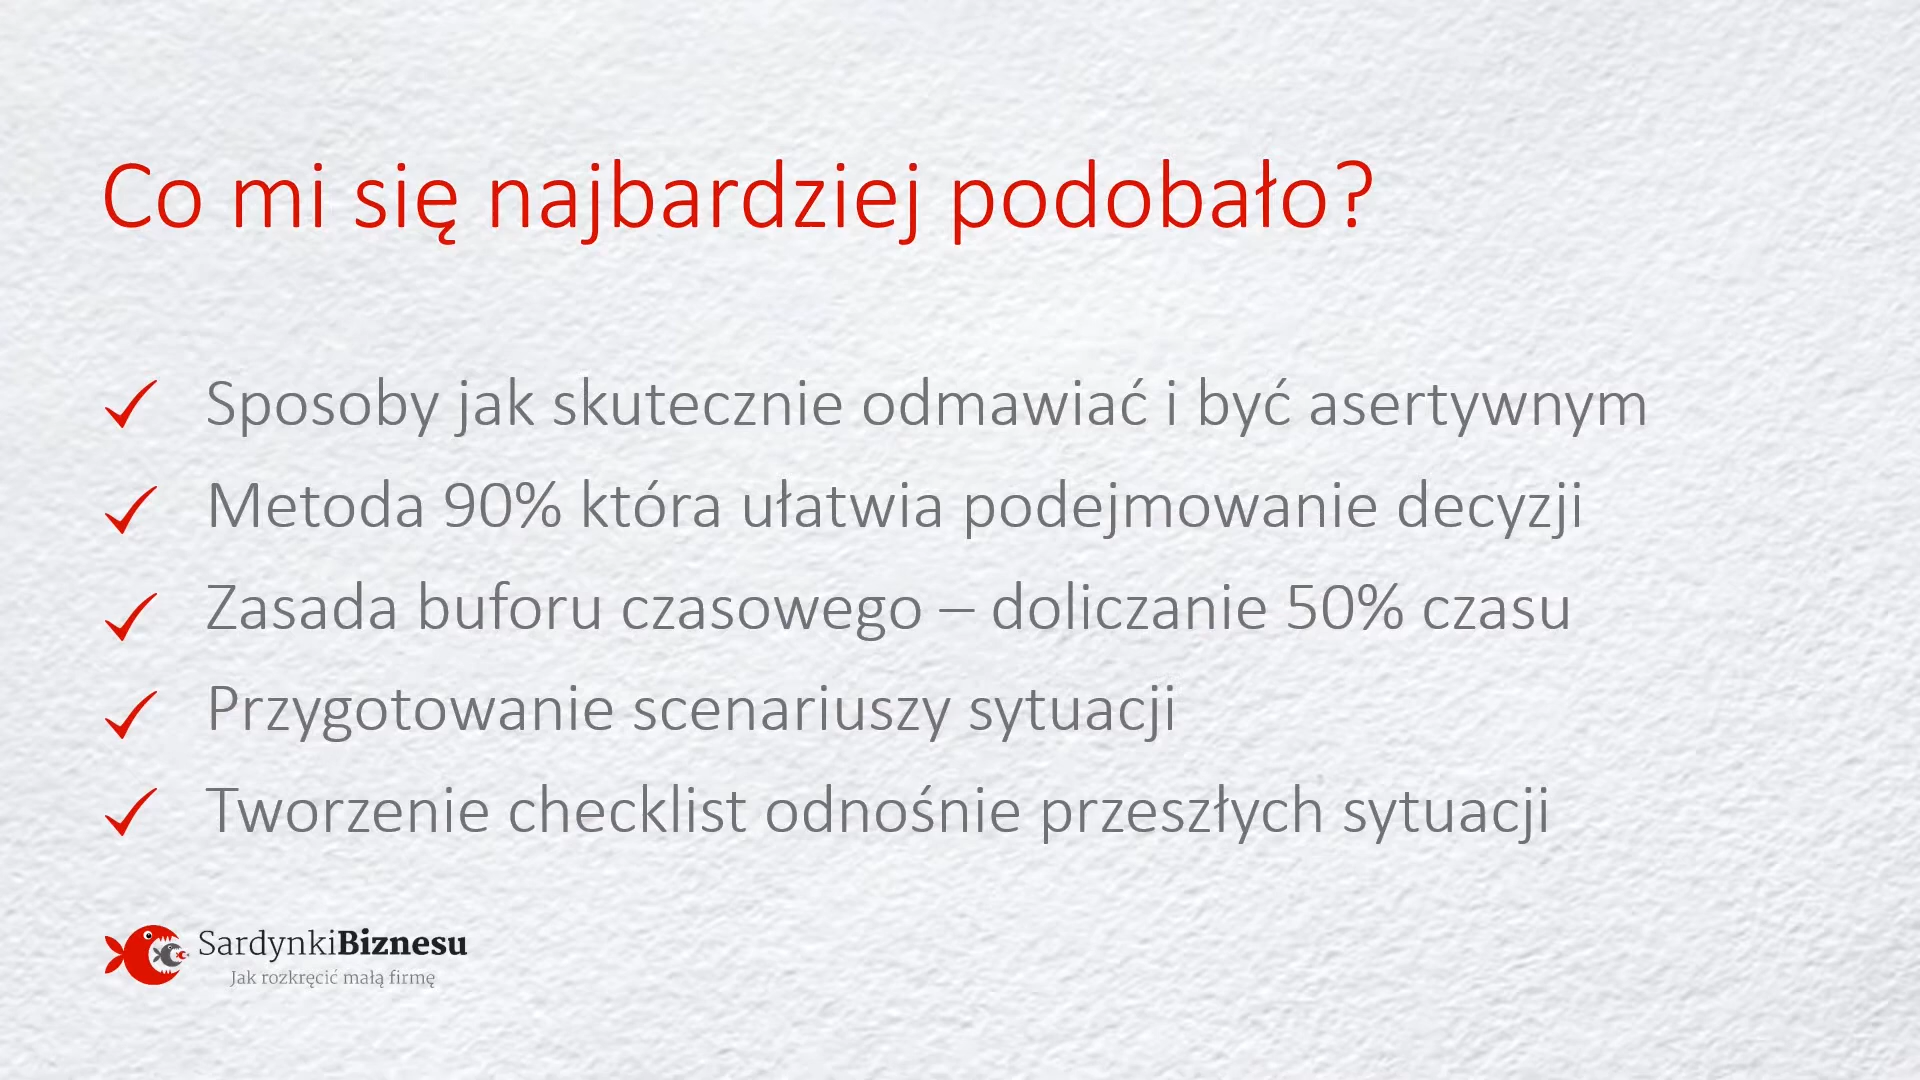 Co mi się najbardziej podobało?
Sposoby jak skutecznie odmawiać i być asertywnym
Metoda 90% która ułatwia podejmowanie decyzji
Zasada buforu czasowego – doliczanie 50% czasu
Przygotowanie scenariuszy sytuacji
Tworzenie checklist odnośnie przeszłych sytuacji
SardynkiBiznesu
Jak rozkręcić małą firmę